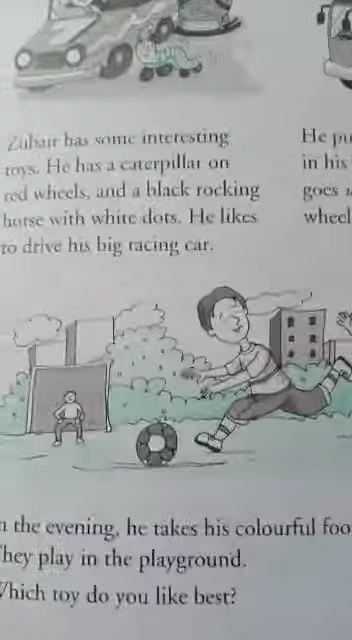 Zubair has some interesting
toys. He has a caterpillar on
red wheels, and a black rocking
horse with white dots. He likes
to drive his big racing car.
He pu
in his
goes
wheel
n the evening, he takes his colourful foo
They play in the playground.
Which toy do you like best?